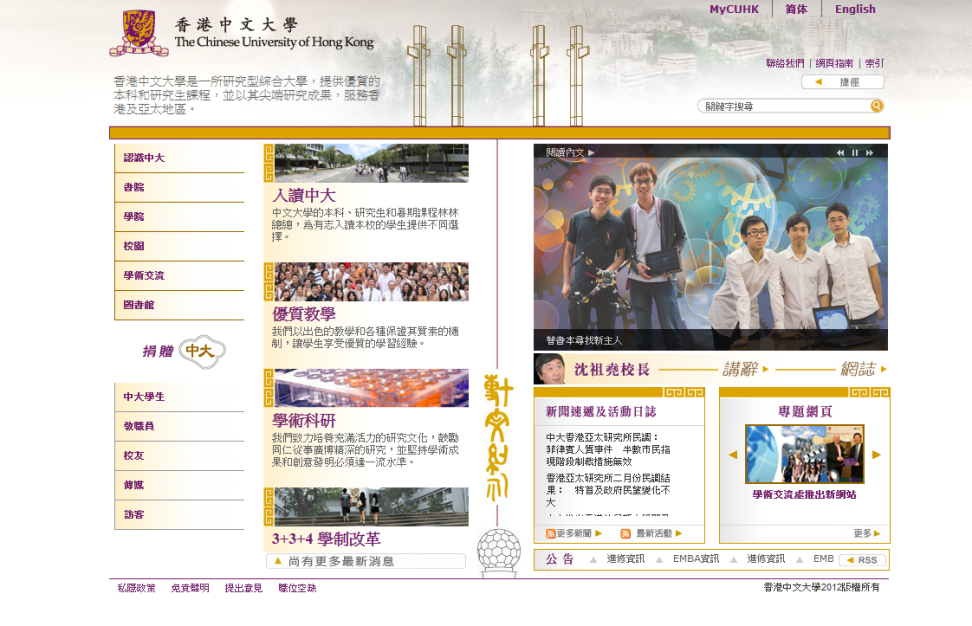 MyCUHK
简体
English
香港中文大學
The Chinese University of Hong Kong
聯絡我們 | 網頁指南 | 索引
捷徑
香港中文大學是一所研究型綜合大學，提供優質的
本科和研究生課程，並以其尖端研究成果，服務香
港及亞太地區。
關鍵字搜尋
認識中大
書院
學院
校園
學術交流
圖書館
捐贈 中大
中大學生
教職員
校友
傳媒
訪客
入讀中大
中文大學的本科、研究生和暑期課程林林
總總，為有志入讀本校的學生提供不同選
擇。
優質教學
我們以出色的教學和各種保證其質素的機
制，讓學生享受優質的學習經驗。
學術科研
我們致力培養充滿活力的研究文化，鼓勵
同仁從事廣博精深的研究，並堅持學術成
果和創意發明必須達一流水準。
3+3+4 學制改革
尚有更多最新消息
閱讀內文
替書本尋找新主人
沈祖堯校長
講辭
網誌
新聞速遞及活動日誌
中大香港亞太研究所民調：
菲律賓人質事件 半數市民指
現階段制裁措施無效
香港亞太研究所二月份民調結
果： 特首及政府民望變化不
大
更多新聞
最新活動
專題網頁
學術交流處推出新網站
更多
公告
進修資訊
EMBA資訊
進修資訊
EMB
RSS
私隱政策
免責聲明
提出意見
職位空缺
香港中文大學2012版權所有